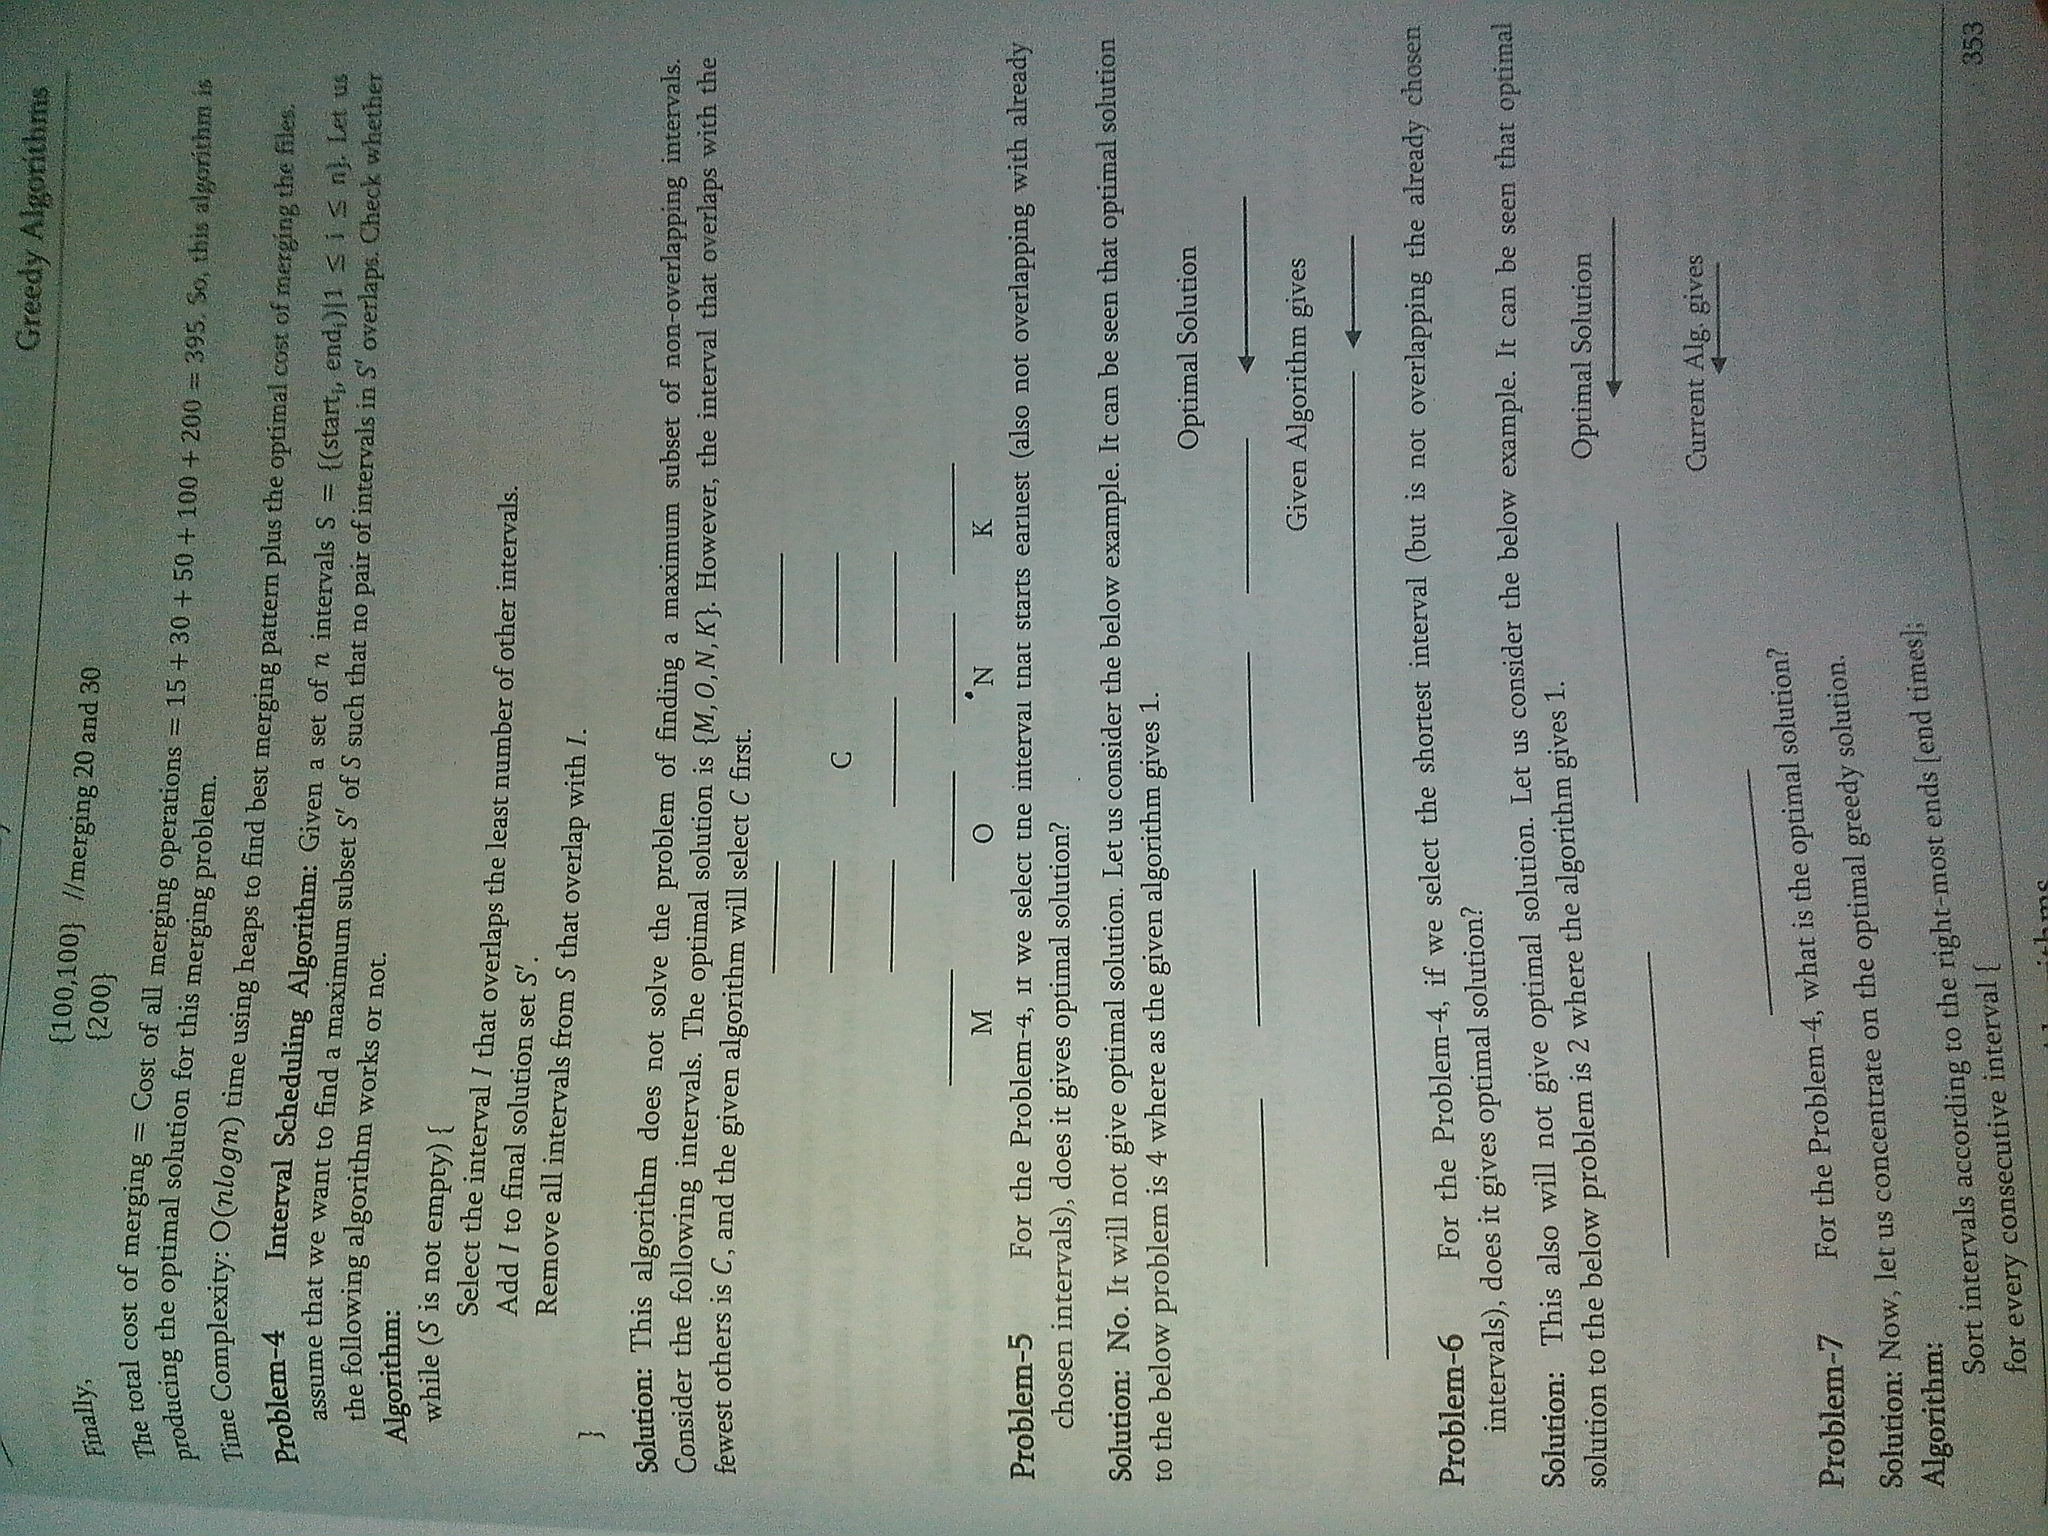 Greedy Algorithms
{100,100} //merging 20 and 30
Finally, {200}
The total cost of merging = Cost of all merging operations = 15 + 30 + 50 + 100 + 200 = 395. So, this algorithm is
producing the optimal solution for this merging problem.
Time Complexity: O(nlogn) time using heaps to find best merging pattern plus the optimal cost of merging the files.
Problem-4 Interval Scheduling Algorithm: Given a set of n intervals S = {(startᵢ, endᵢ)|1 ≤ i ≤ n}. Let us
assume that we want to find a maximum subset S′ of S such that no pair of intervals in S′ overlaps. Check whether
the following algorithm works or not.
Algorithm:
while (S is not empty) {
Select the interval I that overlaps the least number of other intervals.
Add I to final solution set S′.
Remove all intervals from S that overlap with I.
}
Solution: This algorithm does not solve the problem of finding a maximum subset of non-overlapping intervals.
Consider the following intervals. The optimal solution is {M, O, N, K}. However, the interval that overlaps with the
fewest others is C, and the given algorithm will select C first.
C
M O N K
Problem-5 For the Problem-4, if we select the interval that starts earliest (also not overlapping with already
chosen intervals), does it gives optimal solution?
Solution: No. It will not give optimal solution. Let us consider the below example. It can be seen that optimal solution
to the below problem is 4 where as the given algorithm gives 1.
Optimal Solution
Given Algorithm gives
Problem-6 For the Problem-4, if we select the shortest interval (but is not overlapping the already chosen
intervals), does it gives optimal solution?
Solution: This also will not give optimal solution. Let us consider the below example. It can be seen that optimal
solution to the below problem is 2 where the algorithm gives 1.
Optimal Solution
Current Alg. gives
Problem-7 For the Problem-4, what is the optimal solution?
Solution: Now, let us concentrate on the optimal greedy solution.
Algorithm:
Sort intervals according to the right-most ends [end times];
for every consecutive interval {
353